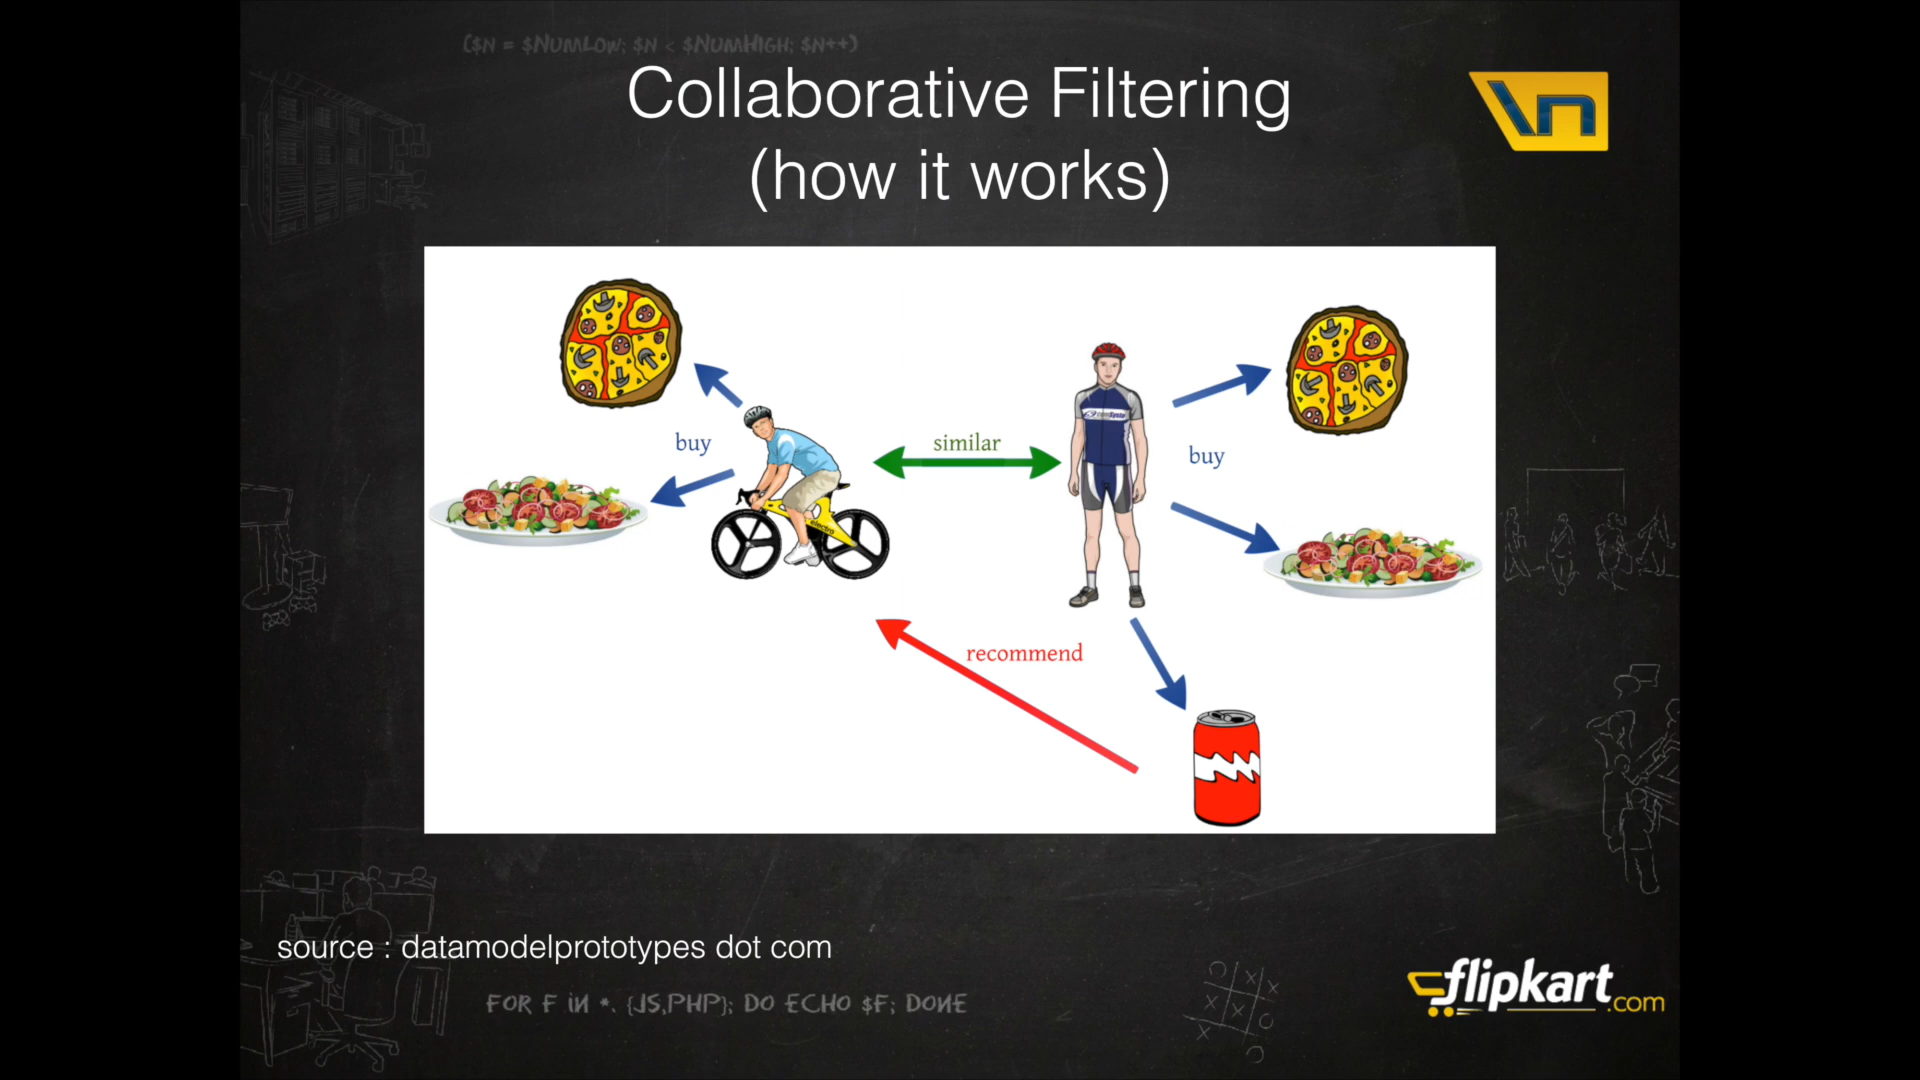 ($N = $NUMLOW; $N < $NUMHIGH; $N++)
Collaborative Filtering
(how it works)
\n
buy
similar
buy
electro
recommend
source : datamodelprototypes dot com
FOR F IN *. {JS,PHP}; DO ECHO $F; DONE
flipkart.com